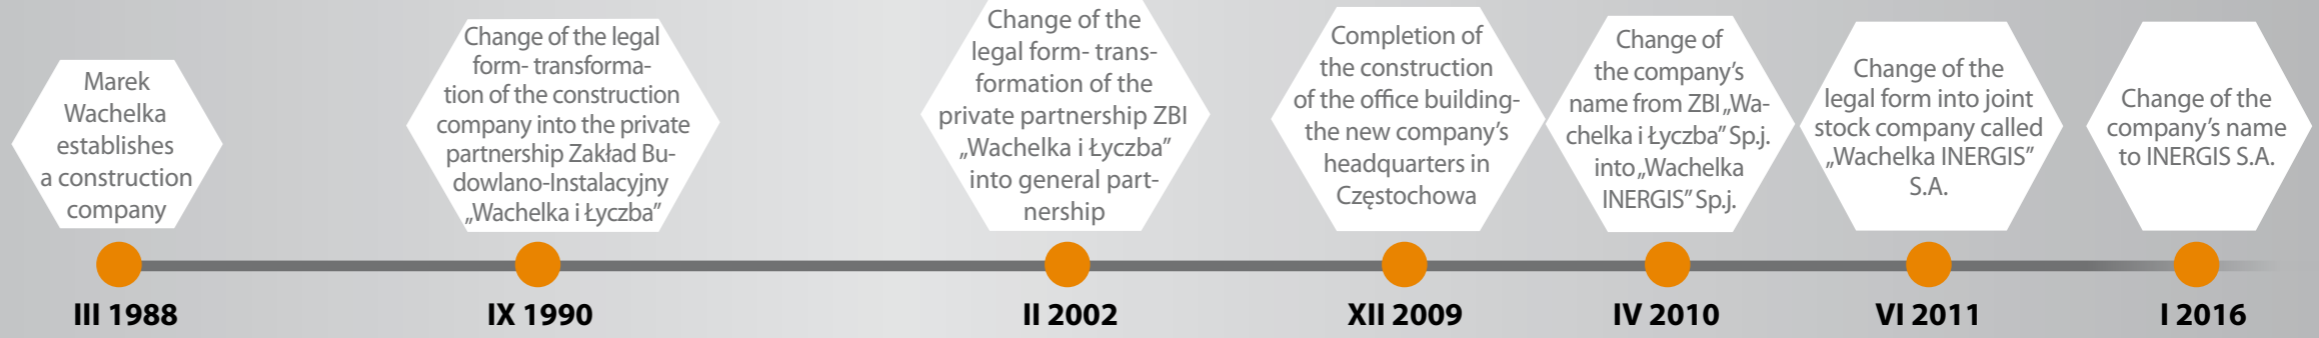 Marek
Wachelka
establishes
a construction
company
III 1988
Change of the legal
form- transforma-
tion of the construction
company into the private
partnership Zakład Bu-
dowlano-Instalacyjny
„Wachelka i Łyczba”
IX 1990
Change of the
legal form- trans-
formation of the
private partnership ZBI
„Wachelka i Łyczba”
into general part-
nership
II 2002
Completion of
the construction
of the office building-
the new company’s
headquarters in
Częstochowa
XII 2009
Change of
the company’s
name from ZBI „Wa-
chelka i Łyczba” Sp.j.
into „Wachelka
INERGIS” Sp.j.
IV 2010
Change of the
legal form into joint
stock company called
„Wachelka INERGIS”
S.A.
VI 2011
Change of the
company’s name
to INERGIS S.A.
I 2016